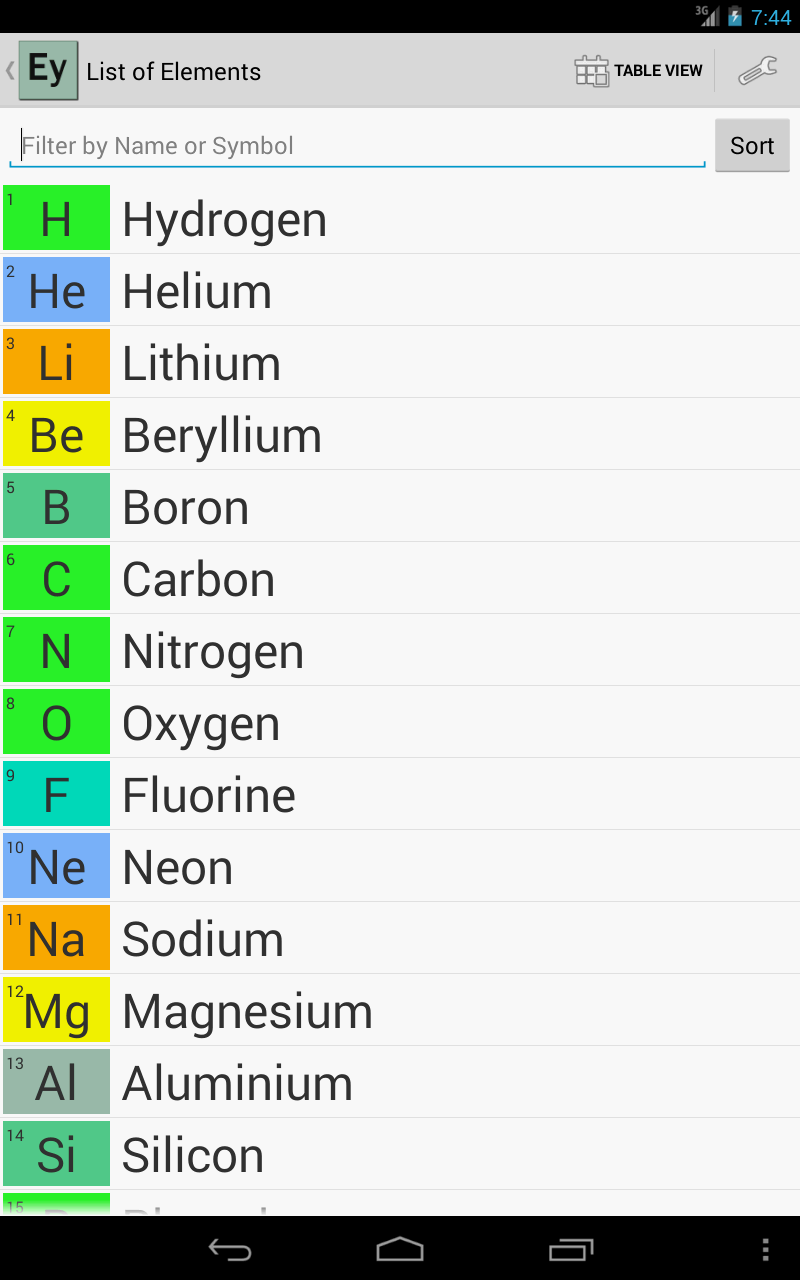 3G 7:44
Ey List of Elements TABLE VIEW
Filter by Name or Symbol Sort
1 H Hydrogen
2 He Helium
3 Li Lithium
4 Be Beryllium
5 B Boron
6 C Carbon
7 N Nitrogen
8 O Oxygen
9 F Fluorine
10 Ne Neon
11 Na Sodium
12 Mg Magnesium
13 Al Aluminium
14 Si Silicon
15